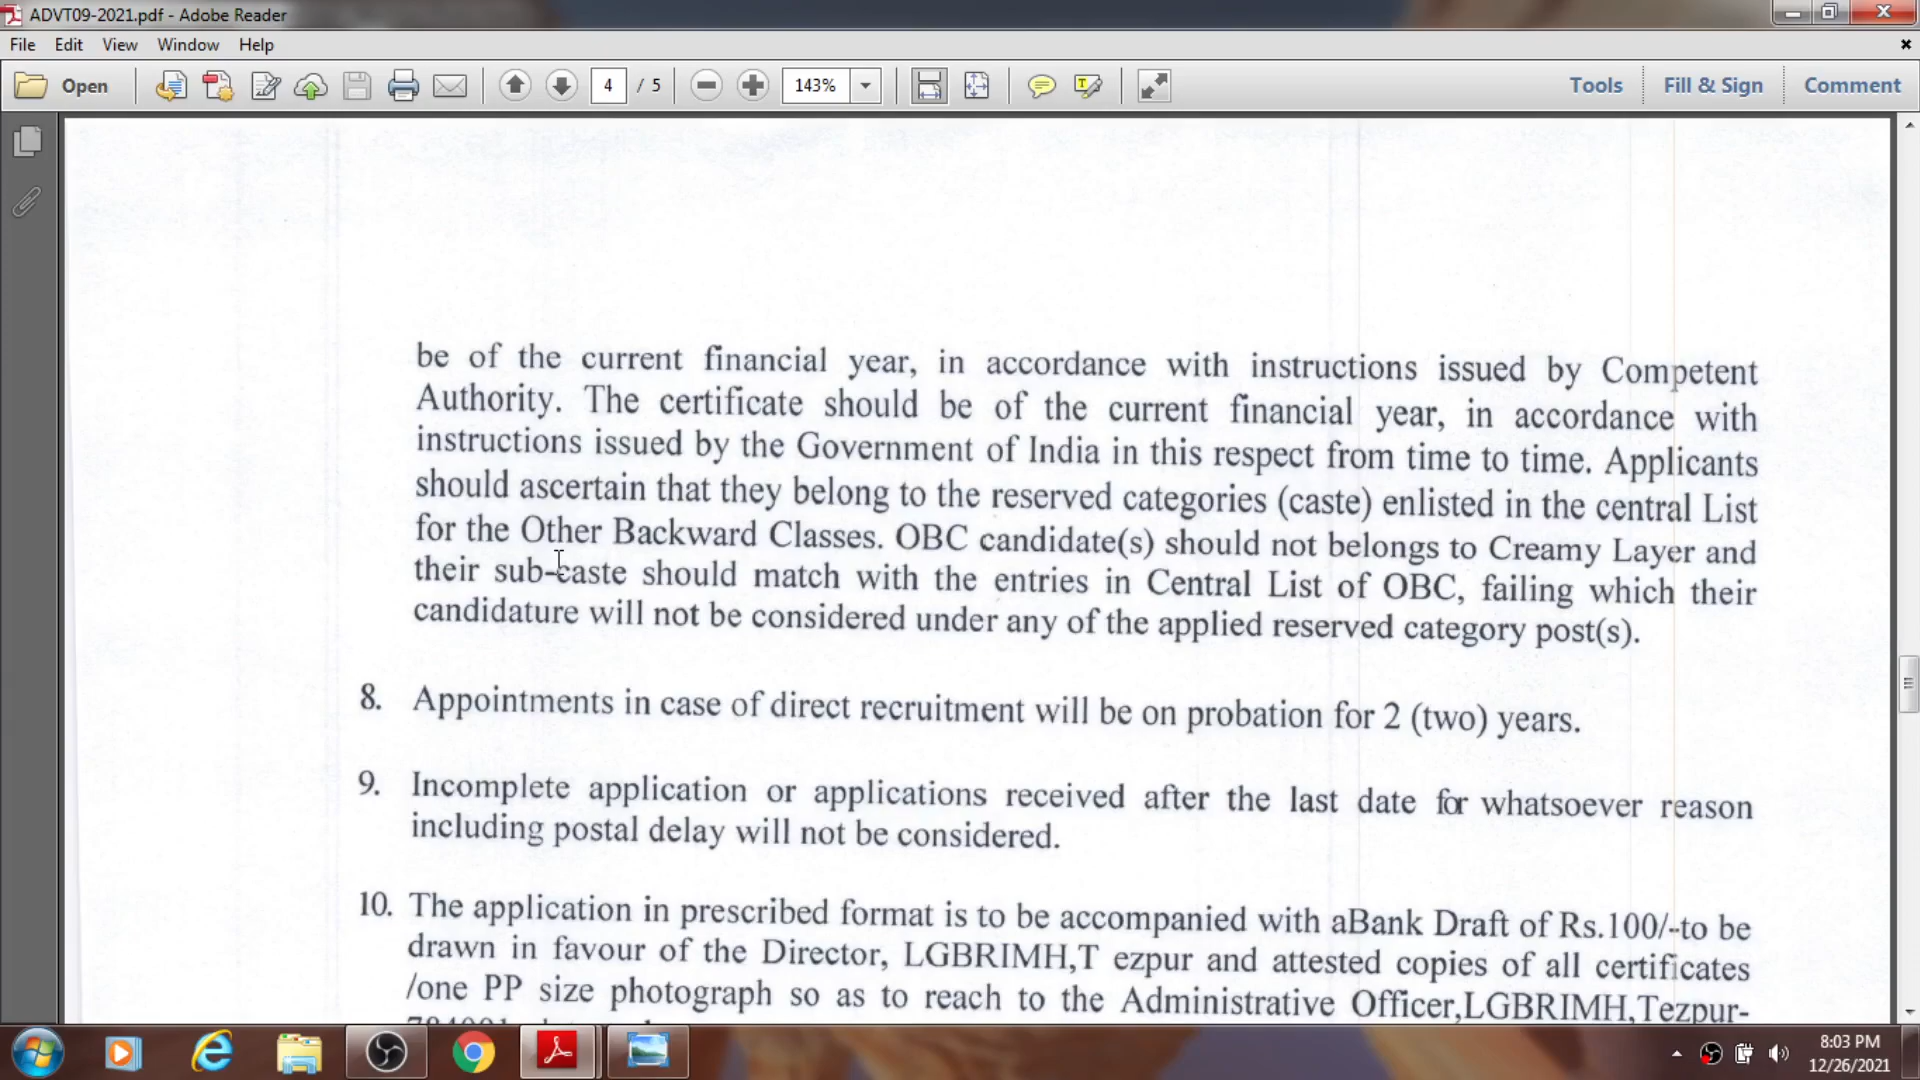 ADVT09-2021.pdf - Adobe Reader
File Edit View Window Help
Open 4 / 5 143% Tools Fill & Sign Comment
be of the current financial year, in accordance with instructions issued by Competent
Authority. The certificate should be of the current financial year, in accordance with
instructions issued by the Government of India in this respect from time to time. Applicants
should ascertain that they belong to the reserved categories (caste) enlisted in the central List
for the Other Backward Classes. OBC candidate(s) should not belongs to Creamy Layer and
their sub-caste should match with the entries in Central List of OBC, failing which their
candidature will not be considered under any of the applied reserved category post(s).
8. Appointments in case of direct recruitment will be on probation for 2 (two) years.
9. Incomplete application or applications received after the last date for whatsoever reason
including postal delay will not be considered.
10. The application in prescribed format is to be accompanied with aBank Draft of Rs.100/-to be
drawn in favour of the Director, LGBRIMH,T ezpur and attested copies of all certificates
/one PP size photograph so as to reach to the Administrative Officer,LGBRIMH,Tezpur-
8:03 PM
12/26/2021